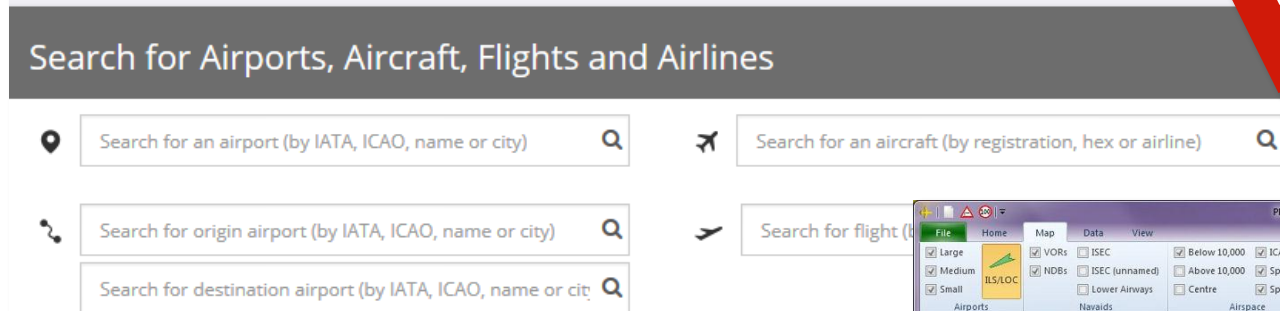 Search for Airports, Aircraft, Flights and Airlines
Search for an airport (by IATA, ICAO, name or city)
Search for an aircraft (by registration, hex or airline)
Search for origin airport (by IATA, ICAO, name or city)
Search for flight (
Search for destination airport (by IATA, ICAO, name or city
File Home Map Data View
Large
Medium
Small
ILS/LOC
Airports
VORs
NDBs
ISEC
ISEC (unnamed)
Lower Airways
Navaids
Below 10,000
Above 10,000
Centre
Airspace